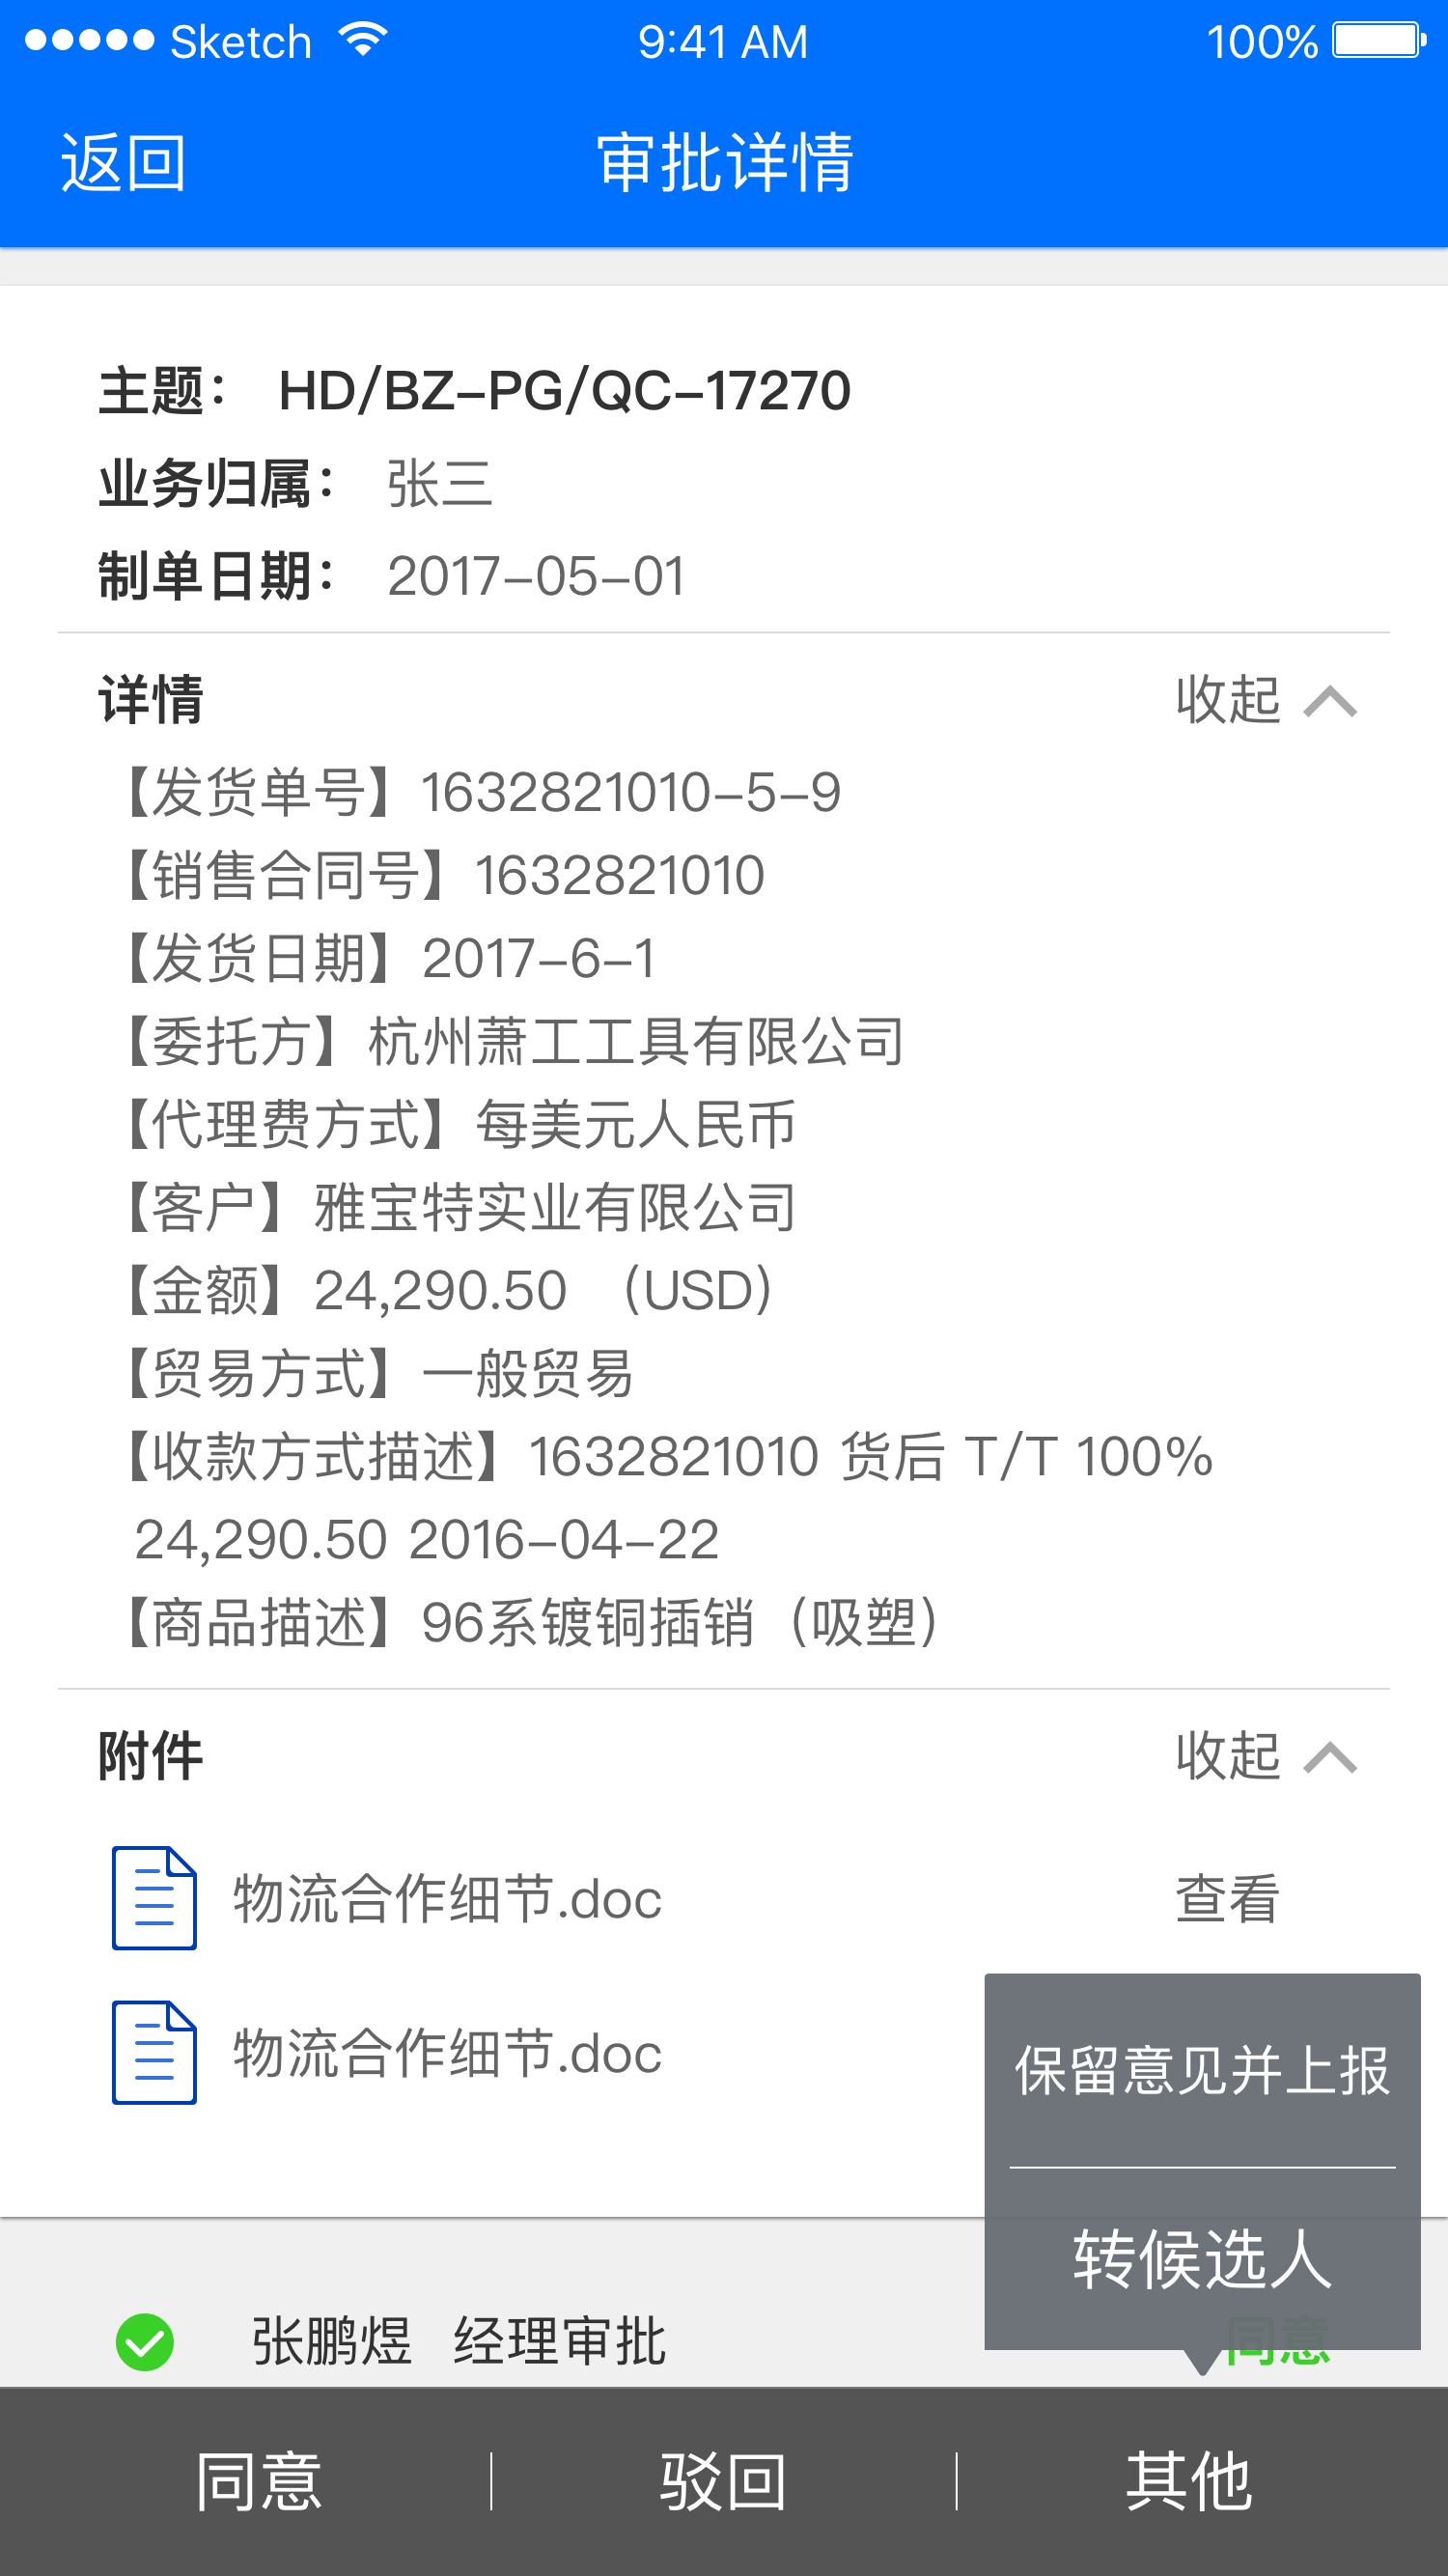 Sketch 9:41 AM 100%
返回 审批详情
主题： HD/BZ-PG/QC-17270
业务归属： 张三
制单日期： 2017-05-01
详情 收起
【发货单号】1632821010-5-9
【销售合同号】1632821010
【发货日期】2017-6-1
【委托方】杭州萧工工具有限公司
【代理费方式】每美元人民币
【客户】雅宝特实业有限公司
【金额】24,290.50 （USD）
【贸易方式】一般贸易
【收款方式描述】1632821010 货后 T/T 100%
24,290.50 2016-04-22
【商品描述】96系镀铜插销（吸塑）
附件 收起
物流合作细节.doc 查看
物流合作细节.doc
保留意见并上报
转候选人
张鹏煜 经理审批 同意
同意 驳回 其他